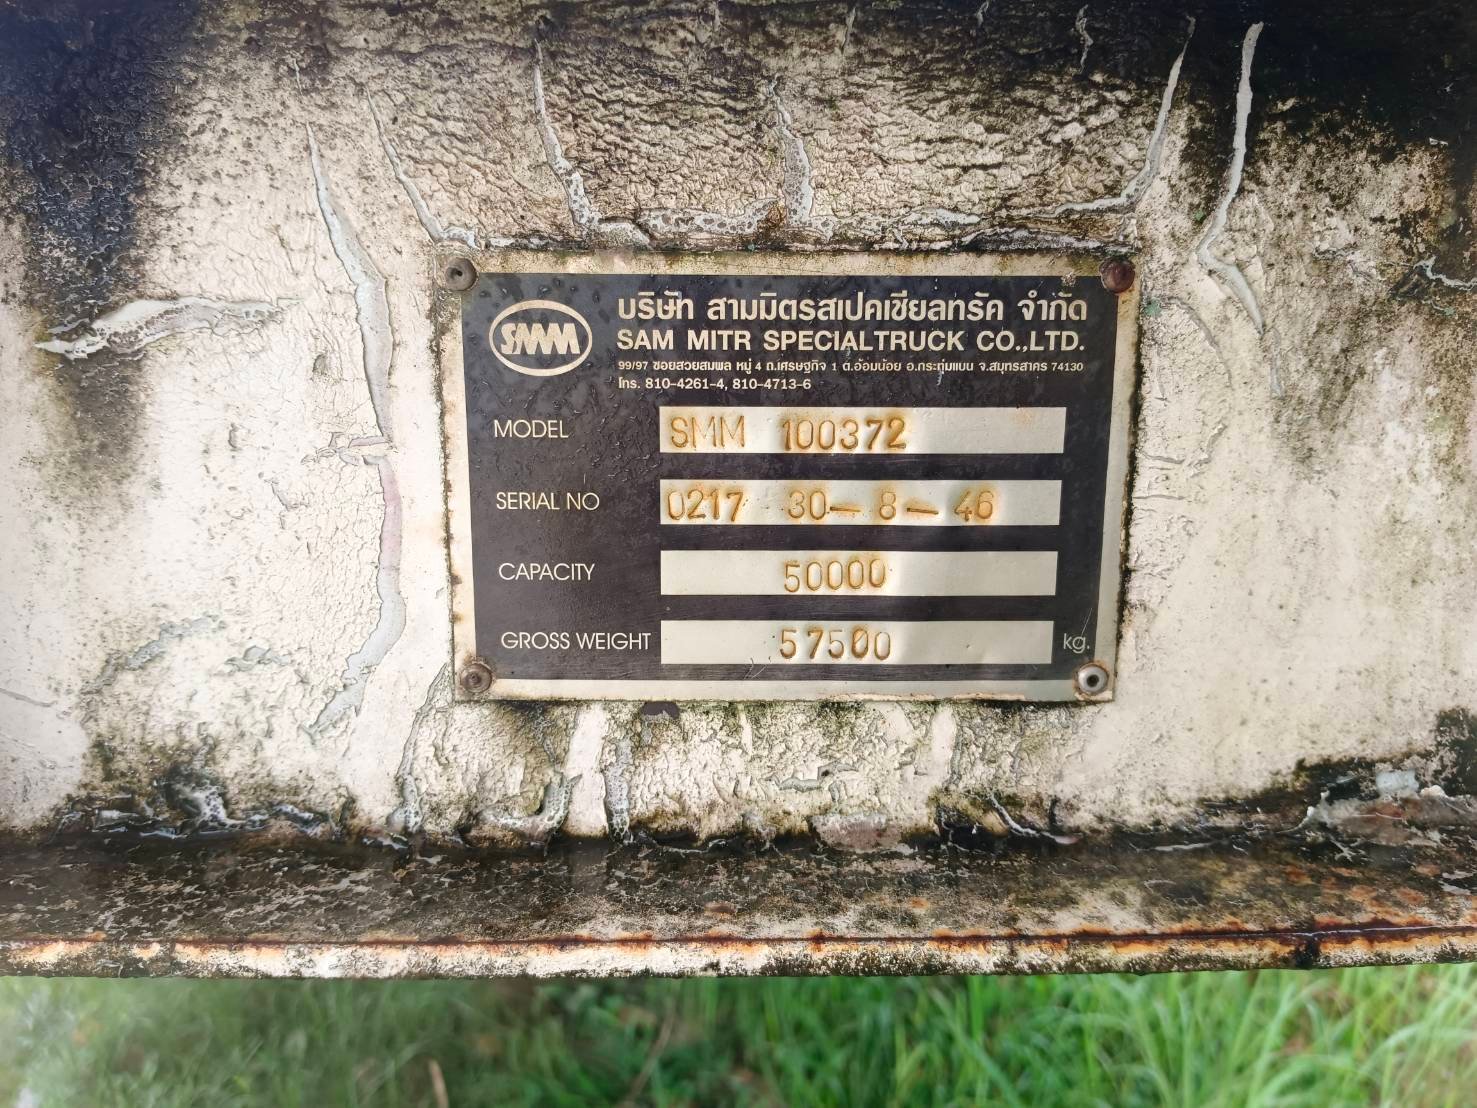 SMM
บริษัท สามมิตรสเปคเชียลทรัค จำกัด
SAM MITR SPECIALTRUCK CO.,LTD.
99/97 ซอยสวยสมพล หมู่ 4 ถ.เศรษฐกิจ 1 ต.อ้อมน้อย อ.กระทุ่มแบน จ.สมุทรสาคร 74130
โทร. 810-4261-4, 810-4713-6
MODEL SMM 100372
SERIAL NO 0217 30-8-46
CAPACITY 50000
GROSS WEIGHT 57500 kg.